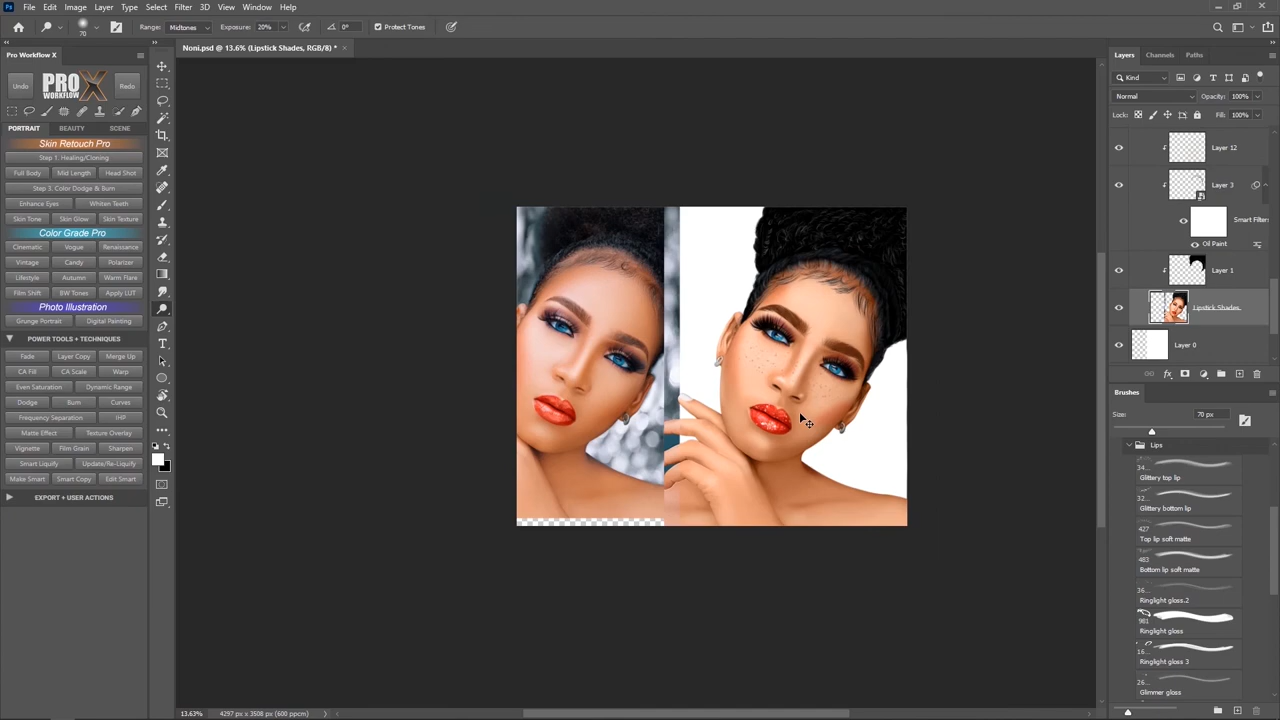 Ps File Edit Image Layer Type Select Filter 3D View Window Help
70 Range: Midtones Exposure: 20% 0° Protect Tones
Pro Workflow X
Noni.psd @ 13.6% (Lipstick Shades, RGB/8) *
Undo PRO WORKFLOW X Redo
PORTRAIT BEAUTY SCENE
Skin Retouch Pro
Step 1. Healing/Cloning
Full Body Mid Length Head Shot
Step 3. Color Dodge & Burn
Enhance Eyes Whiten Teeth
Skin Tone Skin Glow Skin Texture
Color Grade Pro
Cinematic Vogue Renaissance
Vintage Candy Polarizer
Lifestyle Autumn Warm Flare
Film Shift BW Tones Apply LUT
Photo Illustration
Grunge Portrait Digital Painting
POWER TOOLS + TECHNIQUES
Fade Layer Copy Merge Up
CA Fill CA Scale Warp
Even Saturation Dynamic Range
Dodge Burn Curves
Frequency Separation IHP
Matte Effect Texture Overlay
Vignette Film Grain Sharpen
Smart Liquify Update/Re-Liquify
Make Smart Smart Copy Edit Smart
EXPORT + USER ACTIONS
Layers Channels Paths
Kind
Normal Opacity: 100%
Lock: Fill: 100%
Layer 12
Layer 3
Smart Filters
Oil Paint
Layer 1
Lipstick Shades
Layer 0
fx
Brushes
Size: 70 px
Lips
34... Glittery top lip
32... Glittery bottom lip
427 Top lip soft matte
483 Bottom lip soft matte
36... Ringlight gloss.2
981 Ringlight gloss
16... Ringlight gloss 3
26... Glimmer gloss
13.63% 4297 px x 3508 px (600 ppcm)